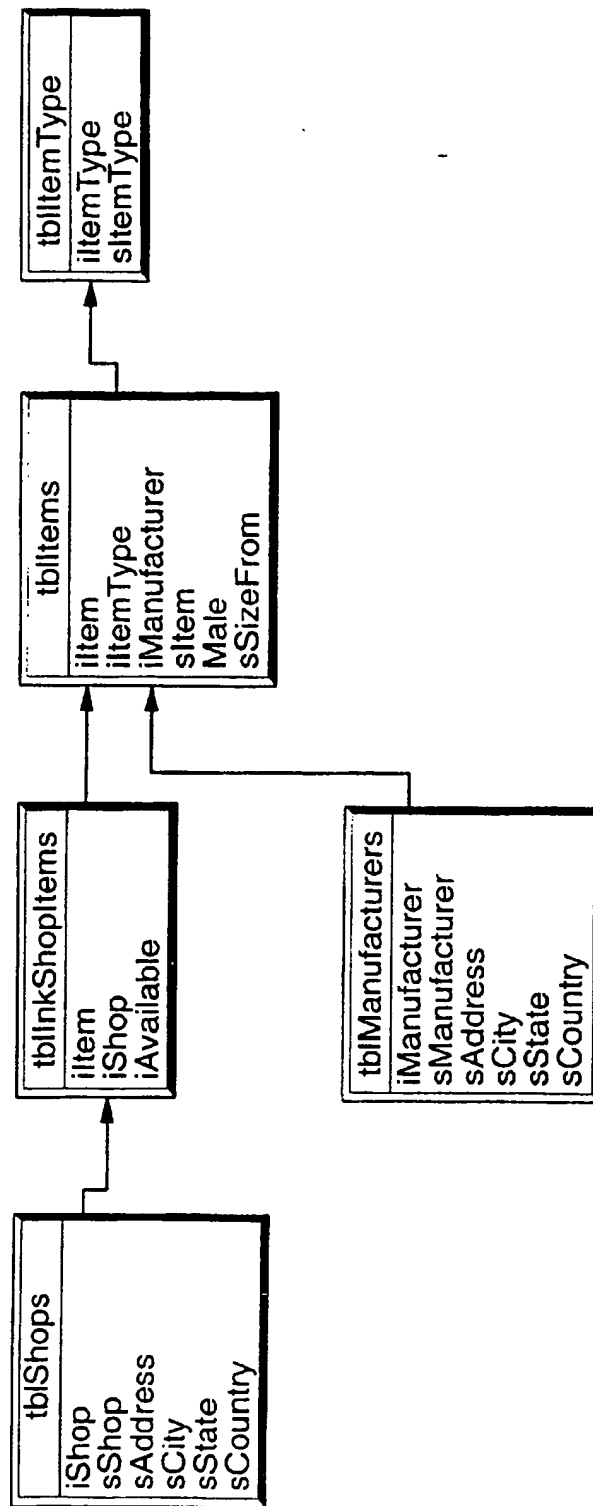 tblShops
iShop
sShop
sAddress
sCity
sState
sCountry
tblInkShopItems
iItem
iShop
iAvailable
tblManufacturers
iManufacturer
sManufacturer
sAddress
sCity
sState
sCountry
tblItems
iItem
iItemType
iManufacturer
sItem
Male
sSizeFrom
tblItemType
iItemType
sItemType